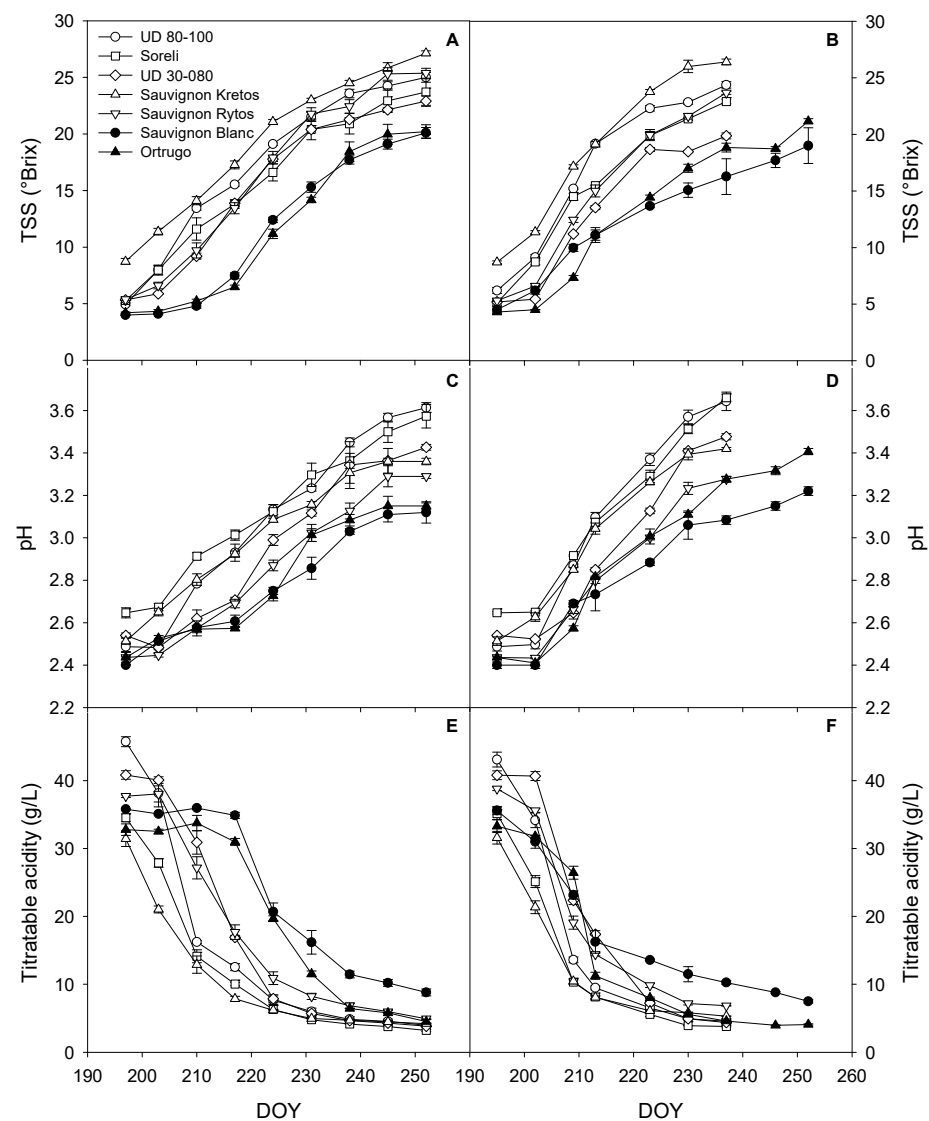 A
UD 80-100
Soreli
UD 30-080
Sauvignon Kretos
Sauvignon Rytos
Sauvignon Blanc
Ortrugo
TSS (°Brix)
30
25
20
15
10
5
0
B
30
25
20
15
10
5
0
TSS (°Brix)
C
pH
3.6
3.4
3.2
3.0
2.8
2.6
2.4
2.2
D
3.6
3.4
3.2
3.0
2.8
2.6
2.4
2.2
pH
E
Titratable acidity (g/L)
40
30
20
10
0
F
40
30
20
10
0
Titratable acidity (g/L)
190 200 210 220 230 240 250 190 200 210 220 230 240 250 260
DOY DOY